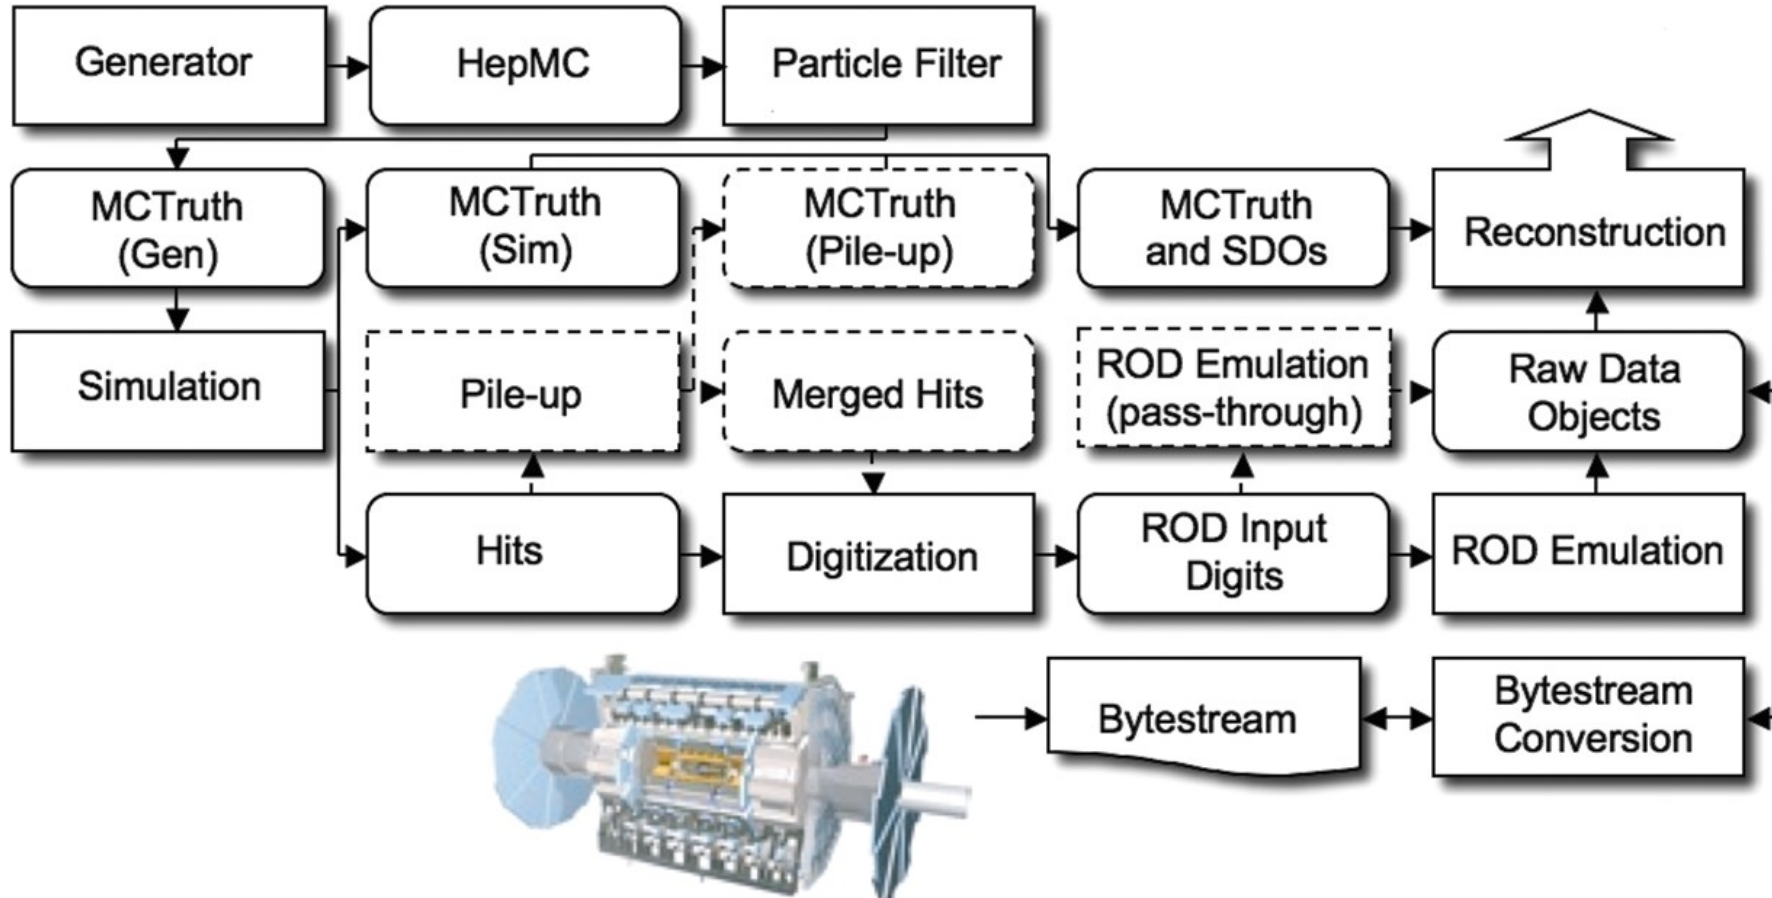 Generator
HepMC
Particle Filter
MCTruth
(Gen)
MCTruth
(Sim)
MCTruth
(Pile-up)
MCTruth
and SDOs
Reconstruction
Simulation
Pile-up
Merged Hits
ROD Emulation
(pass-through)
Raw Data
Objects
Hits
Digitization
ROD Input
Digits
ROD Emulation
Bytestream
Bytestream
Conversion